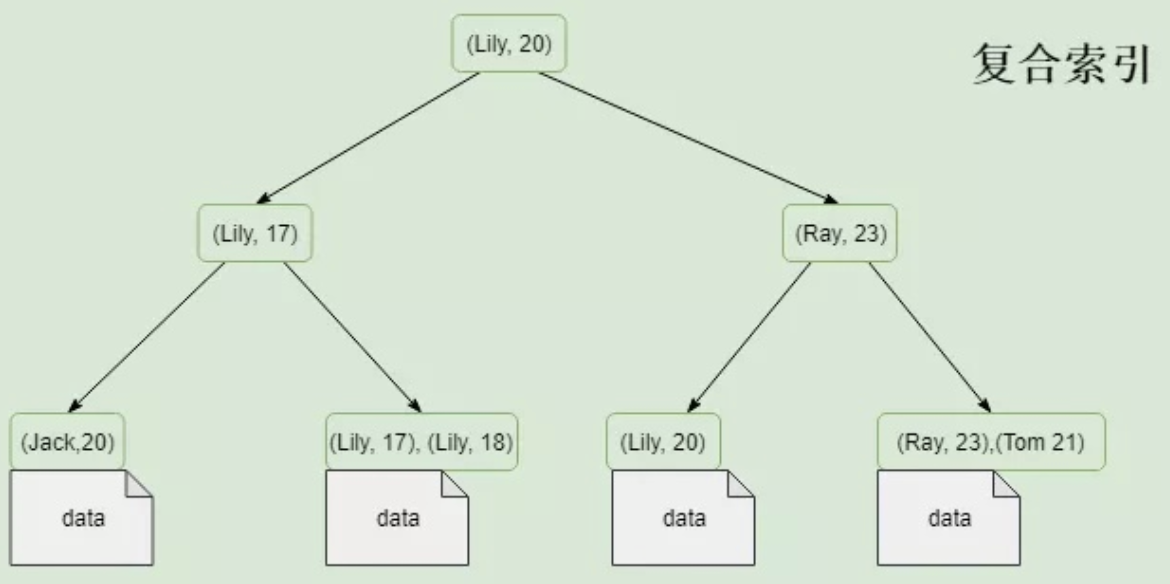 (Lily, 20)
复合索引
(Lily, 17)
(Ray, 23)
(Jack,20)
(Lily, 17), (Lily, 18)
(Lily, 20)
(Ray, 23),(Tom 21)
data
data
data
data